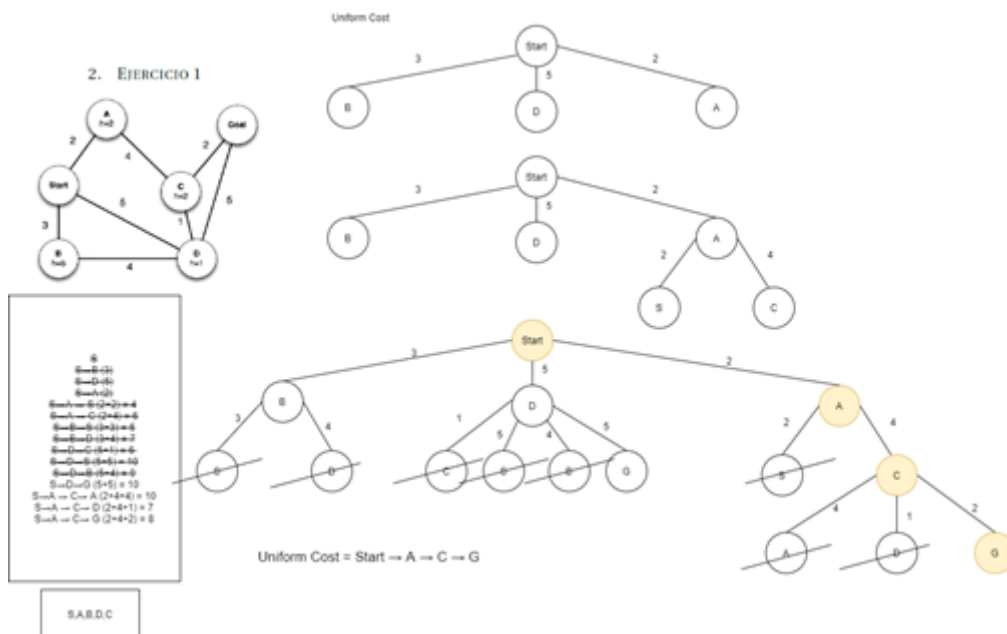 Uniform Cost
2. EJERCICIO 1
A
h=2
Goal
2
4
2
Start
C
h=2
5
5
3
1
B
D
h=1
4
Start
3
5
2
B
D
A
Start
3
5
2
B
D
A
2
4
S
C
Start
3
5
2
B
D
A
3
4
1
5
4
5
2
4
D
C
G
S
C
4
1
2
A
D
G
S
S→B (3)
S→D (5)
S→A (2)
S→A → S (2+2) = 4
S→A → C (2+4) = 6
S→B→S (3+3) = 6
S→B→D (3+4) = 7
S→D→C (5+1) = 6
S→D→S (5+5) = 10
S→D→B (5+4) = 9
S→D→G (5+5) = 10
S→A → C→ A (2+4+4) = 10
S→A → C→ D (2+4+1) = 7
S→A → C→ G (2+4+2) = 8
Uniform Cost = Start → A → C → G
S,A,B,D,C